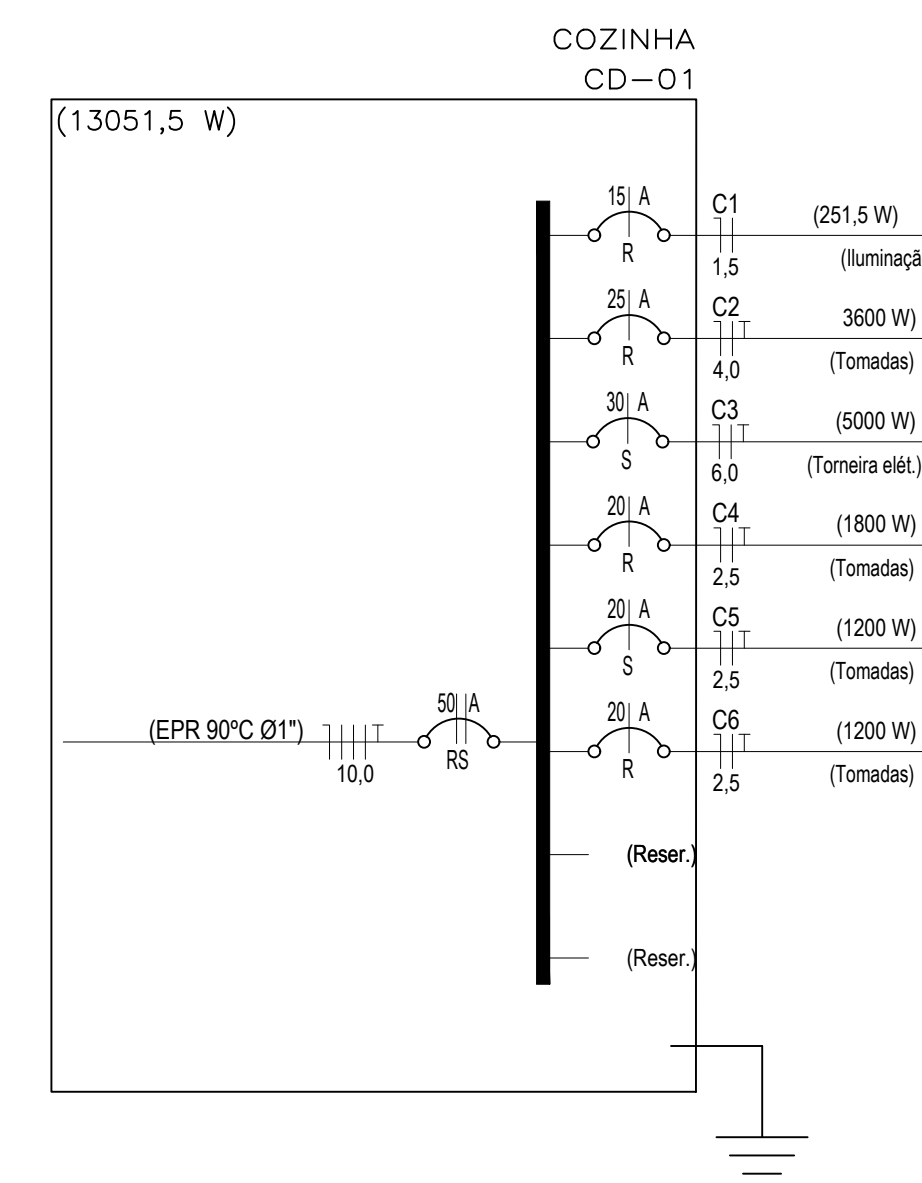 COZINHA
CD-01
(13051,5 W)
15 A
R
C1
1,5
(251,5 W)
(Iluminaçã
25 A
R
C2
4,0
3600 W)
(Tomadas)
30 A
S
C3
6,0
(5000 W)
(Torneira elét.)
20 A
R
C4
2,5
(1800 W)
(Tomadas)
20 A
S
C5
2,5
(1200 W)
(Tomadas)
(EPR 90ºC Ø1")
10,0
50 A
RS
20 A
R
C6
2,5
(1200 W)
(Tomadas)
(Reser.)
(Reser.)